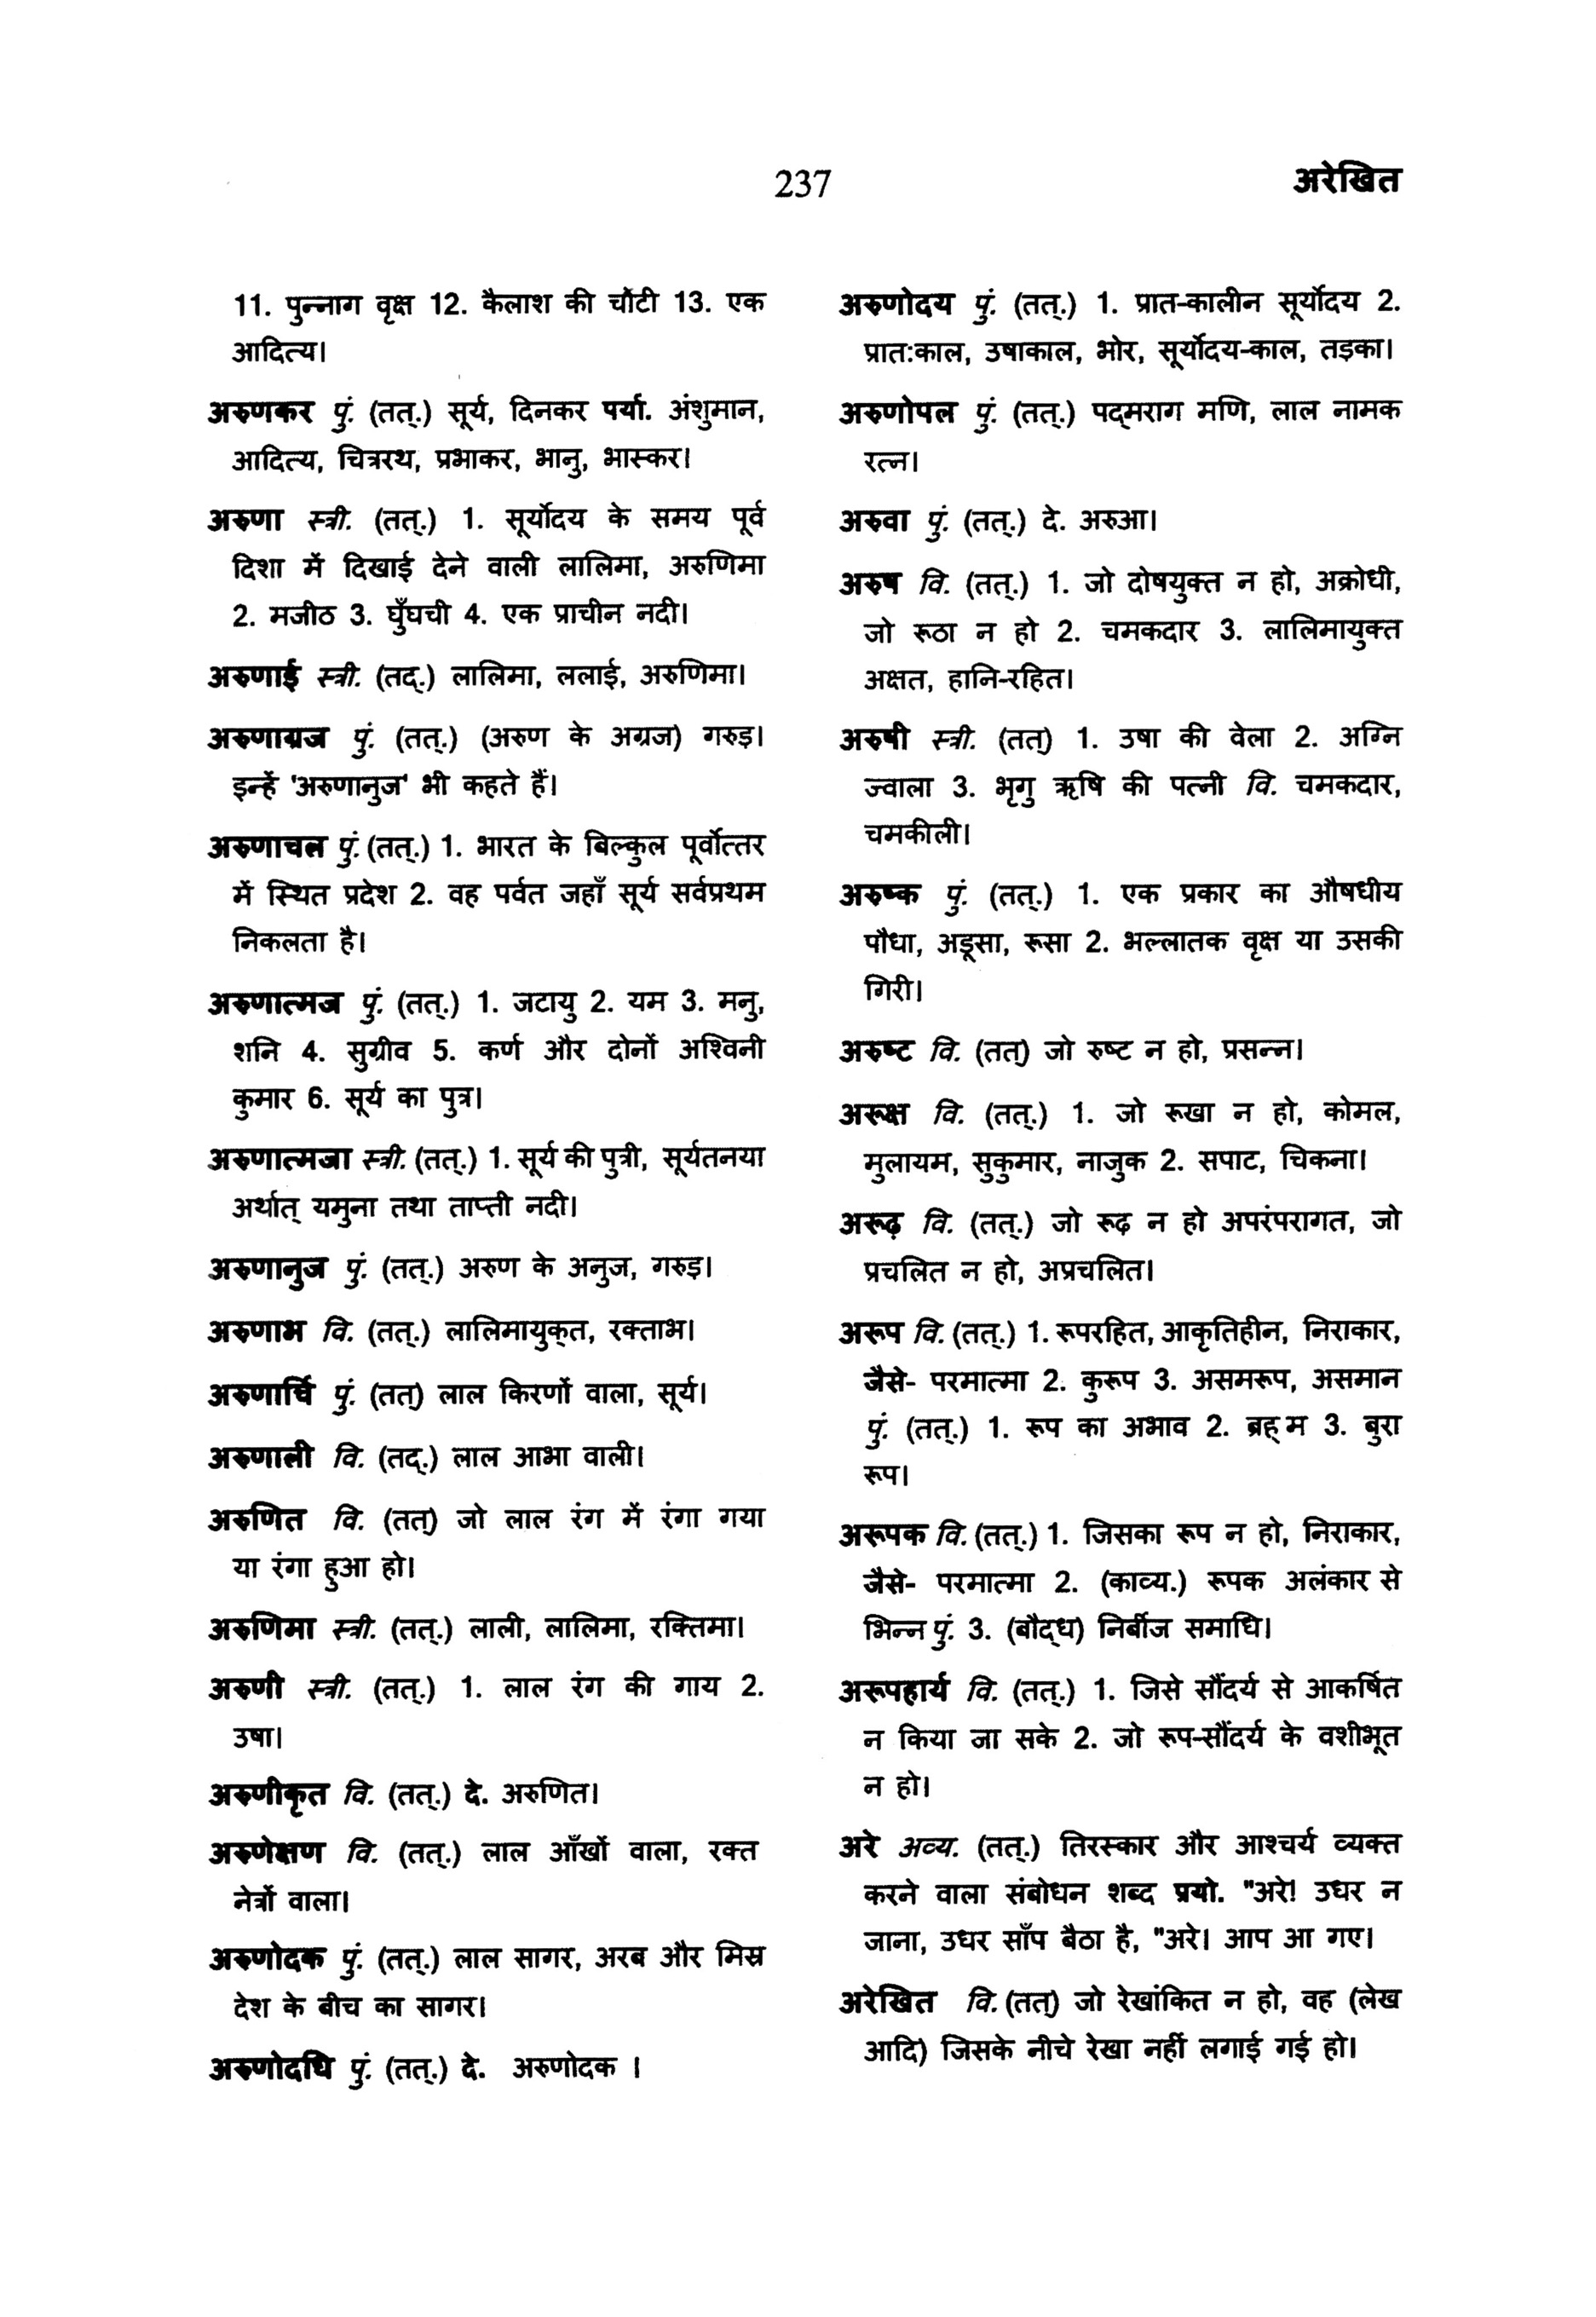 237
अरेखित
11. पुन्नाग वृक्ष 12. कैलाश की चोटी 13. एक
आदित्य।
अरुणकर पुं. (तत्.) सूर्य, दिनकर पर्या. अंशुमान,
आदित्य, चित्ररथ, प्रभाकर, भानु, भास्कर।
अरुणा स्त्री. (तत्.) 1. सूर्योदय के समय पूर्व
दिशा में दिखाई देने वाली लालिमा, अरुणिमा
2. मजीठ 3. घुँघची 4. एक प्राचीन नदी।
अरुणाई स्त्री. (तद्.) लालिमा, ललाई, अरुणिमा।
अरुणाग्रज पुं. (तत्.) (अरुण के अग्रज) गरुड़।
इन्हें 'अरुणानुज' भी कहते हैं।
अरुणाचल पुं. (तत्.) 1. भारत के बिल्कुल पूर्वोत्तर
में स्थित प्रदेश 2. वह पर्वत जहाँ सूर्य सर्वप्रथम
निकलता है।
अरुणात्मज पुं. (तत्.) 1. जटायु 2. यम 3. मनु,
शनि 4. सुग्रीव 5. कर्ण और दोनों अश्विनी
कुमार 6. सूर्य का पुत्र।
अरुणात्मजा स्त्री. (तत्.) 1. सूर्य की पुत्री, सूर्यतनया
अर्थात् यमुना तथा ताप्ती नदी।
अरुणानुज पुं. (तत्.) अरुण के अनुज, गरुड़।
अरुणाभ वि. (तत्.) लालिमायुक्त, रक्ताभ।
अरुणार्चि पुं. (तत्) लाल किरणों वाला, सूर्य।
अरुणाली वि. (तद्.) लाल आभा वाली।
अरुणित वि. (तत्) जो लाल रंग में रंगा गया
या रंगा हुआ हो।
अरुणिमा स्त्री. (तत्.) लाली, लालिमा, रक्तिमा।
अरुणी स्त्री. (तत्.) 1. लाल रंग की गाय 2.
उषा।
अरुणीकृत वि. (तत्.) दे. अरुणित।
अरुणेक्षण वि. (तत्.) लाल आँखों वाला, रक्त
नेत्रों वाला।
अरुणोदक पुं. (तत्.) लाल सागर, अरब और मिस्र
देश के बीच का सागर।
अरुणोदधि पुं. (तत्.) दे. अरुणोदक ।
अरुणोदय पुं. (तत्.) 1. प्रात-कालीन सूर्योदय 2.
प्रात:काल, उषाकाल, भोर, सूर्योदय-काल, तड़का।
अरुणोपल पुं. (तत्.) पद्मराग मणि, लाल नामक
रत्न।
अरुवा पुं. (तत्.) दे. अरुआ।
अरुष वि. (तत्.) 1. जो दोषयुक्त न हो, अक्रोधी,
जो रूठा न हो 2. चमकदार 3. लालिमायुक्त
अक्षत, हानि-रहित।
अरुषी स्त्री. (तत्) 1. उषा की वेला 2. अग्नि
ज्वाला 3. भृगु ऋषि की पत्नी वि. चमकदार,
चमकीली।
अरुष्क पुं. (तत्.) 1. एक प्रकार का औषधीय
पौधा, अडूसा, रूसा 2. भल्लातक वृक्ष या उसकी
गिरी।
अरुष्ट वि. (तत्) जो रुष्ट न हो, प्रसन्न।
अरूक्ष वि. (तत्.) 1. जो रूखा न हो, कोमल,
मुलायम, सुकुमार, नाजुक 2. सपाट, चिकना।
अरूढ़ वि. (तत्.) जो रूढ़ न हो अपरंपरागत, जो
प्रचलित न हो, अप्रचलित।
अरूप वि. (तत्.) 1. रूपरहित, आकृतिहीन, निराकार,
जैसे- परमात्मा 2. कुरूप 3. असमरूप, असमान
पुं. (तत्.) 1. रूप का अभाव 2. ब्रह्म 3. बुरा
रूप।
अरूपक वि. (तत्.) 1. जिसका रूप न हो, निराकार,
जैसे- परमात्मा 2. (काव्य.) रूपक अलंकार से
भिन्न पुं. 3. (बौद्ध) निर्बीज समाधि।
अरूपहार्य वि. (तत्.) 1. जिसे सौंदर्य से आकर्षित
न किया जा सके 2. जो रूप-सौंदर्य के वशीभूत
न हो।
अरे अव्य. (तत्.) तिरस्कार और आश्चर्य व्यक्त
करने वाला संबोधन शब्द प्रयो. "अरे! उधर न
जाना, उधर साँप बैठा है, "अरे। आप आ गए।
अरेखित वि. (तत्) जो रेखांकित न हो, वह (लेख
आदि) जिसके नीचे रेखा नहीं लगाई गई हो।